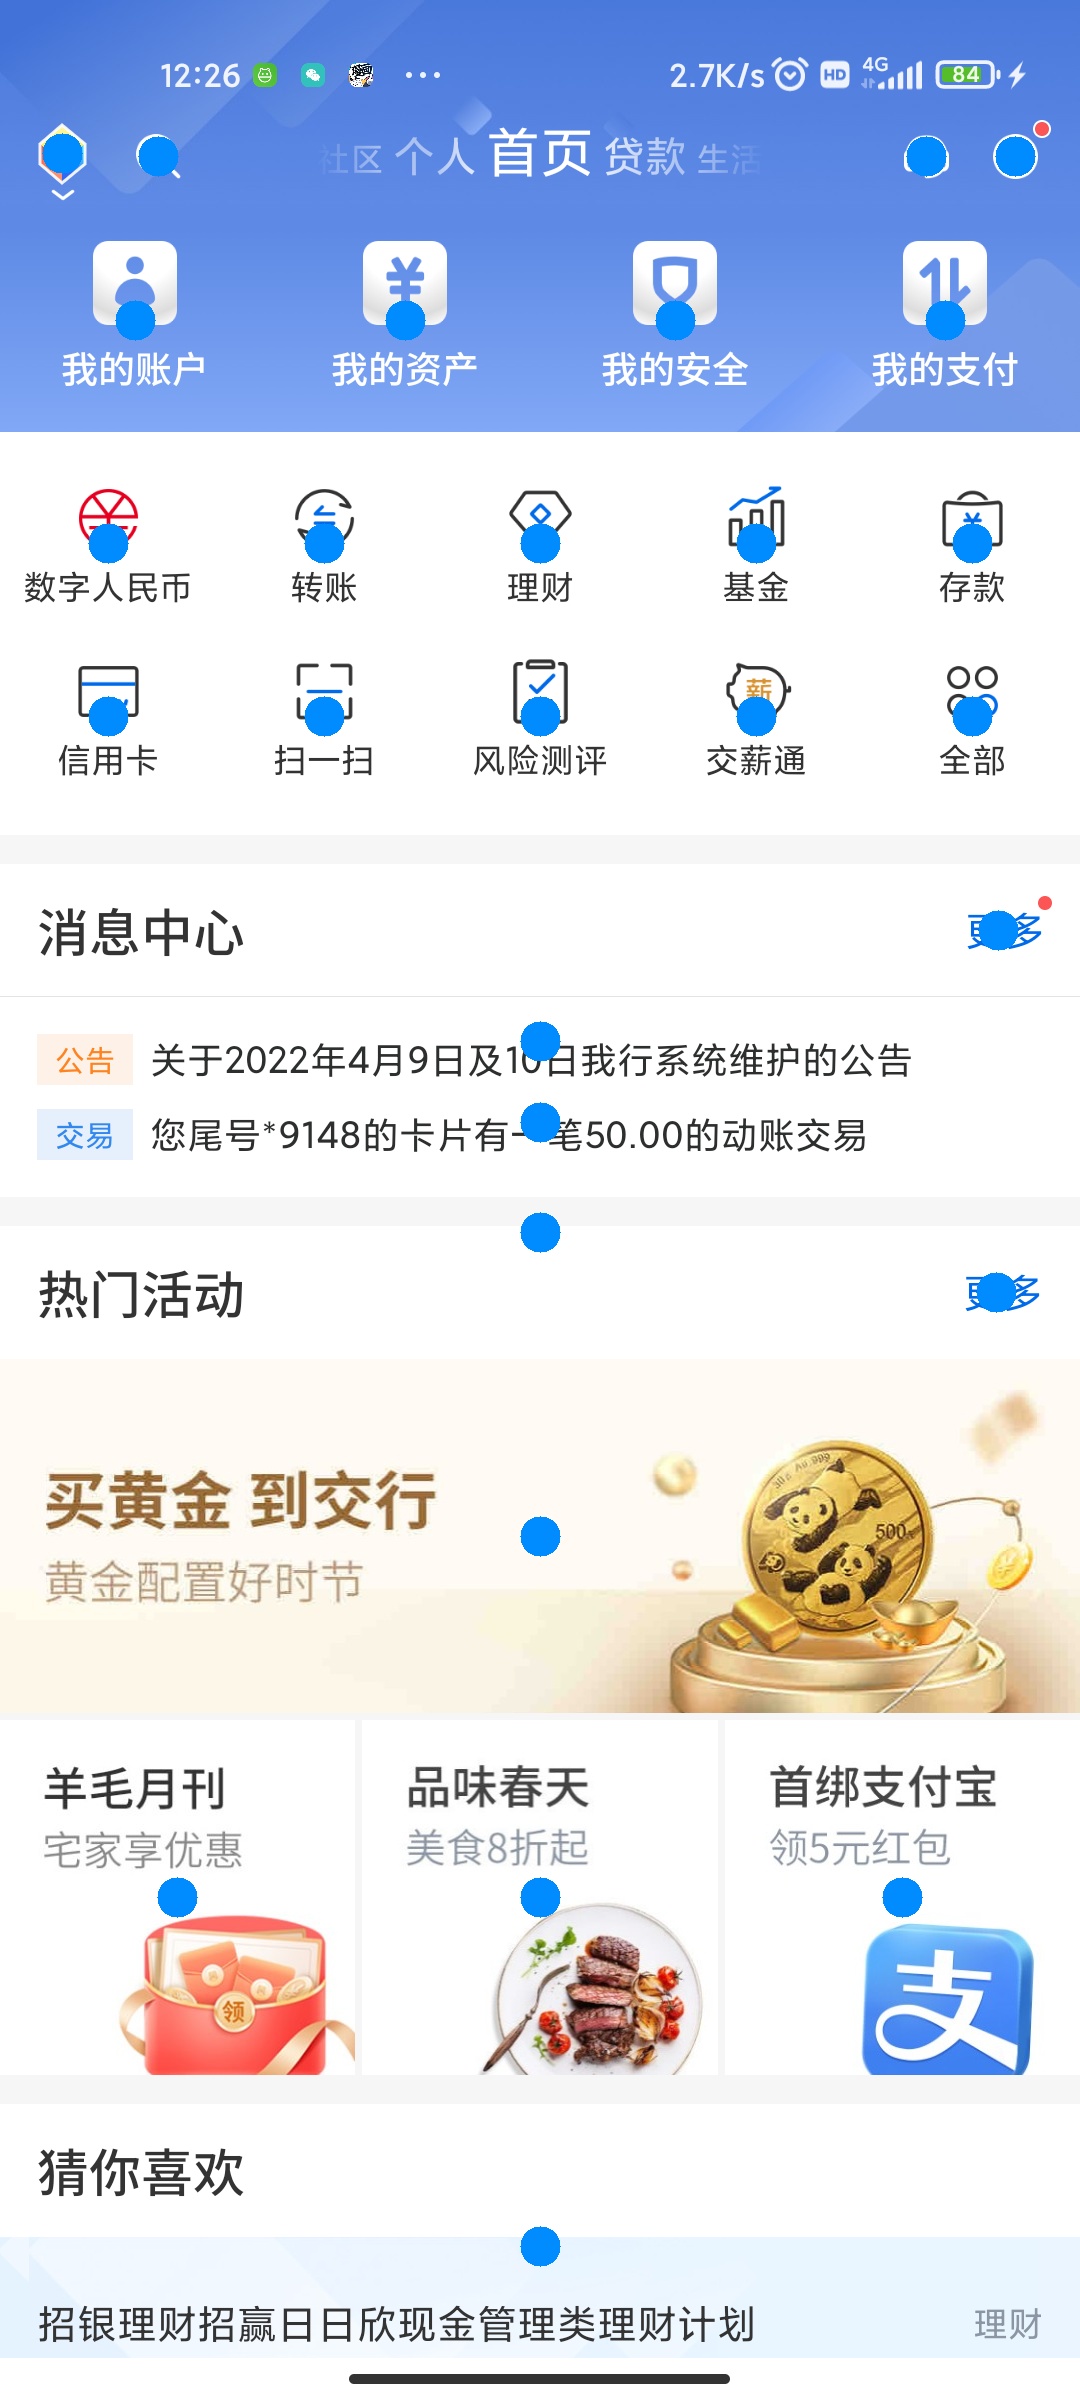 12:26
2.7K/s HD 4G 84
社区 个人 首页 贷款 生活
我的账户 我的资产 我的安全 我的支付
数字人民币 转账 理财 基金 存款
薪
信用卡 扫一扫 风险测评 交薪通 全部
消息中心 更多
公告 关于2022年4月9日及10日我行系统维护的公告
交易 您尾号*9148的卡片有一笔50.00的动账交易
热门活动 更多
买黄金 到交行
黄金配置好时节
30g Au.999
500元
羊毛月刊 品味春天 首绑支付宝
宅家享优惠 美食8折起 领5元红包
领
支
猜你喜欢
招银理财招赢日日欣现金管理类理财计划 理财